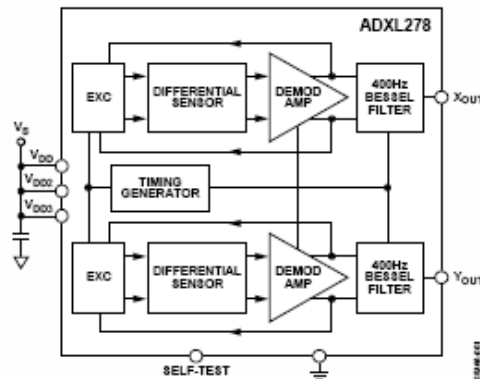 ADXL278
EXC
DIFFERENTIAL
SENSOR
DEMOD
AMP
400Hz
BESSEL
FILTER
XOUT
VS
VDD
VDD2
VDD3
TIMING
GENERATOR
EXC
DIFFERENTIAL
SENSOR
DEMOD
AMP
400Hz
BESSEL
FILTER
YOUT
SELF-TEST